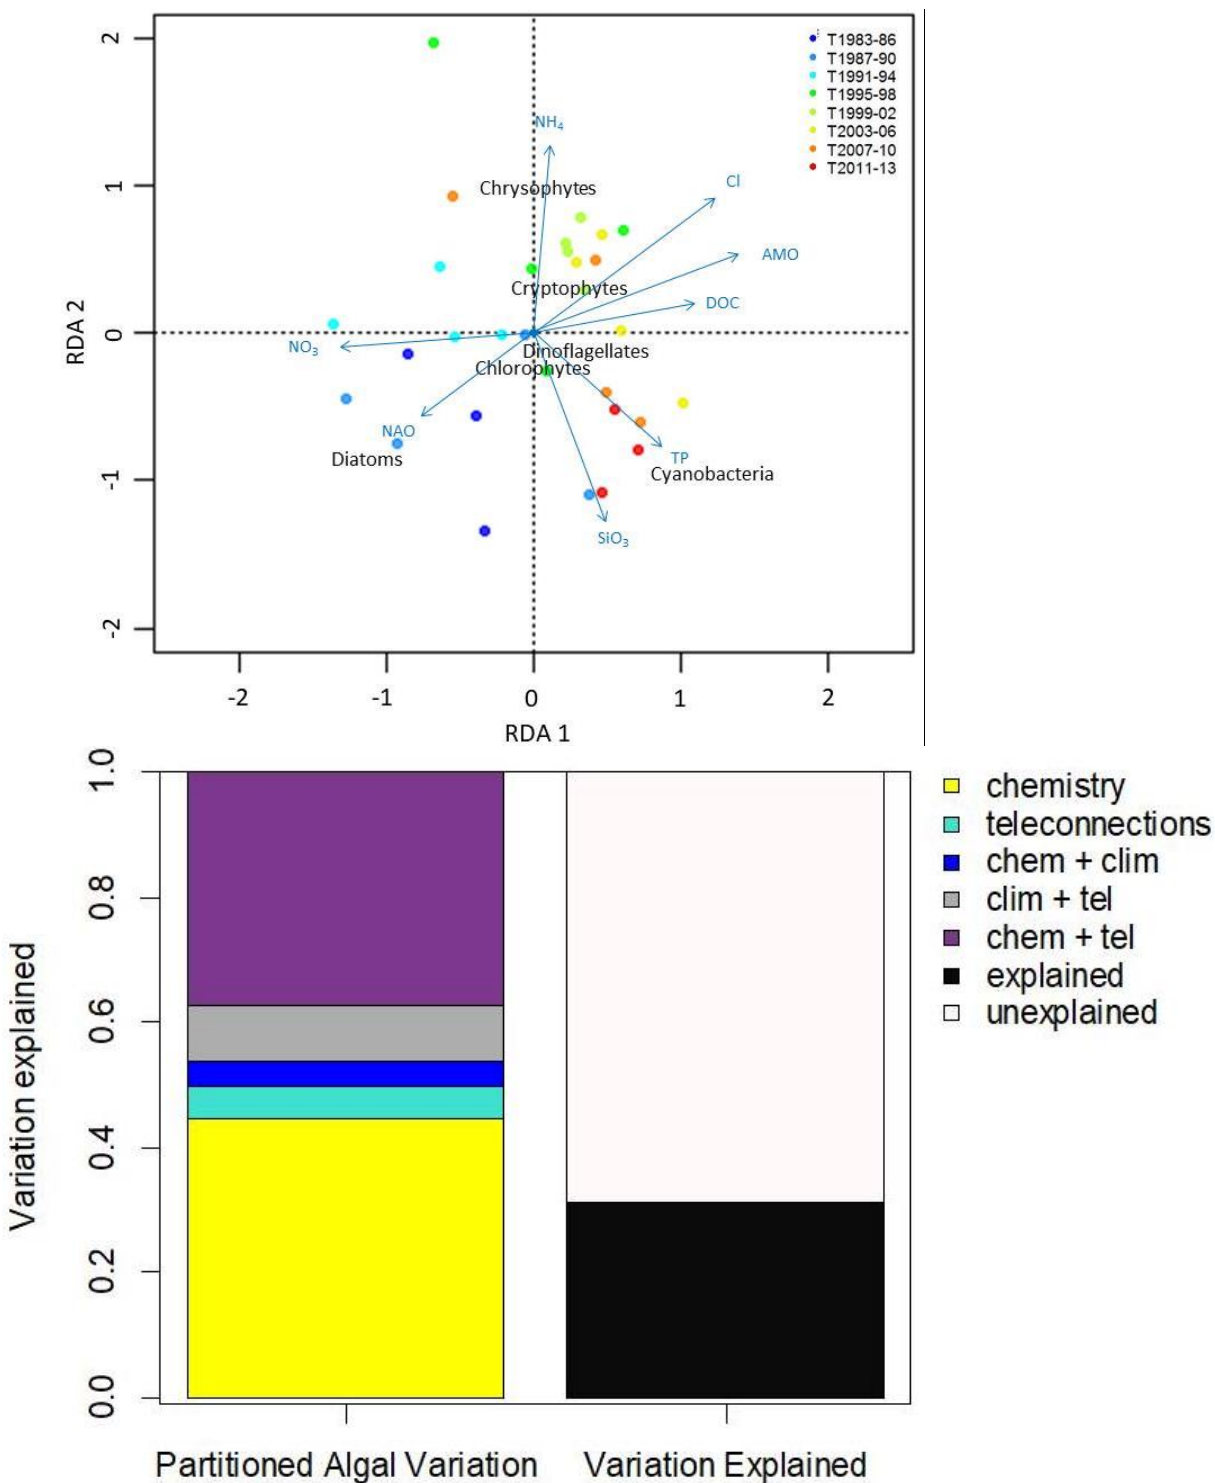 2
1
0
-1
-2
RDA 2
T1983-86
T1987-90
T1991-94
T1995-98
T1999-02
T2003-06
T2007-10
T2011-13
NH₄
Chrysophytes
Cl
AMO
Cryptophytes
DOC
NO₃
Dinoflagellates
Chlorophytes
NAO
Diatoms
TP
Cyanobacteria
SiO₃
-2
-1
0
1
2
RDA 1
Variation explained
1.0
0.8
0.6
0.4
0.2
0.0
chemistry
teleconnections
chem + clim
clim + tel
chem + tel
explained
unexplained
Partitioned Algal Variation
Variation Explained